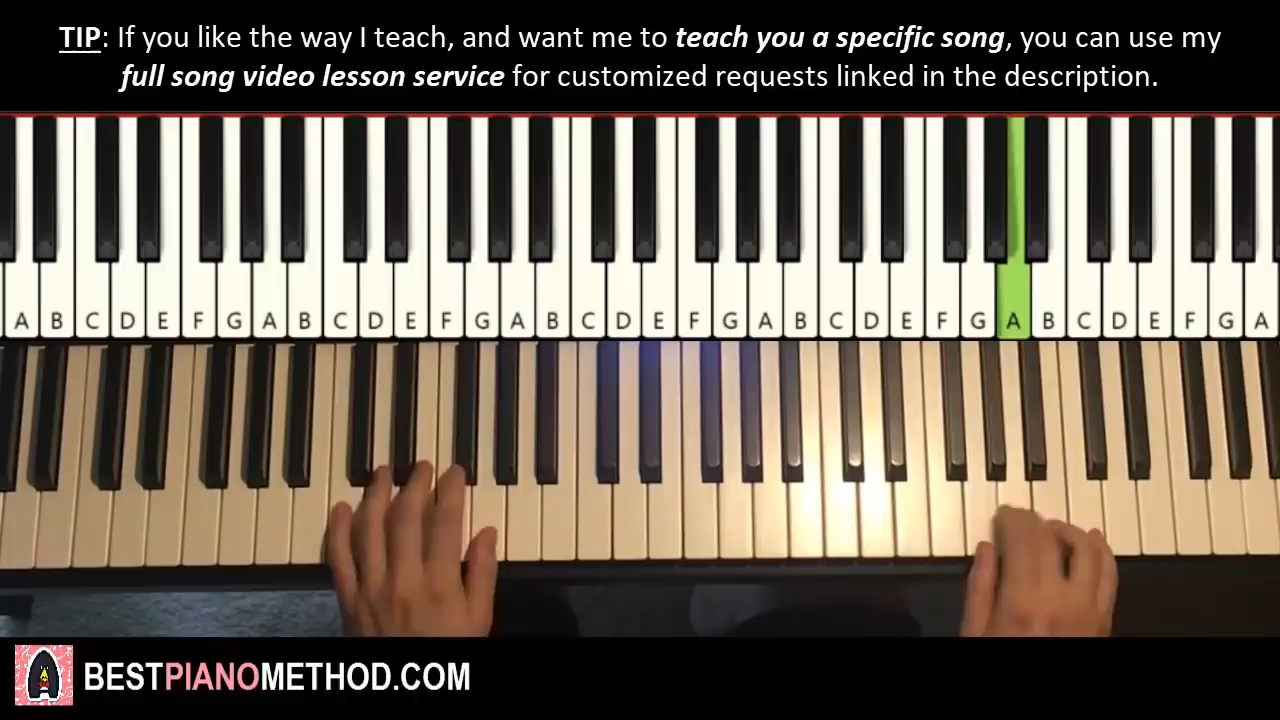 TIP: If you like the way I teach, and want me to teach you a specific song, you can use my
full song video lesson service for customized requests linked in the description.
A B C D E F G A B C D E F G A B C D E F G A B C D E F G A B C D E F G A
BESTPIANOMETHOD.COM